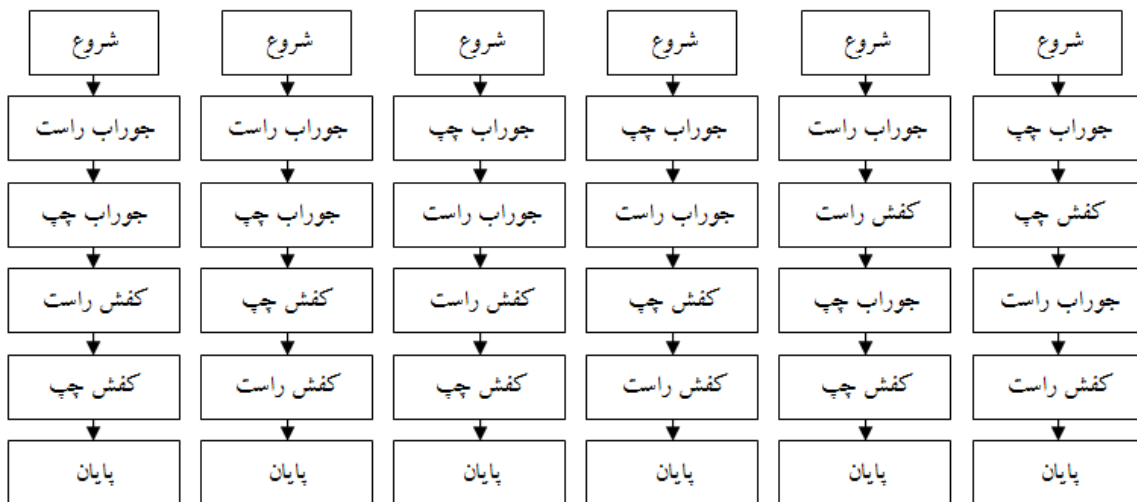 شروع
جوراب راست
جوراب چپ
کفش راست
کفش چپ
پایان
شروع
جوراب راست
جوراب چپ
کفش چپ
کفش راست
پایان
شروع
جوراب چپ
جوراب راست
کفش راست
کفش چپ
پایان
شروع
جوراب چپ
جوراب راست
کفش چپ
کفش راست
پایان
شروع
جوراب راست
کفش راست
جوراب چپ
کفش چپ
پایان
شروع
جوراب چپ
کفش چپ
جوراب راست
کفش راست
پایان